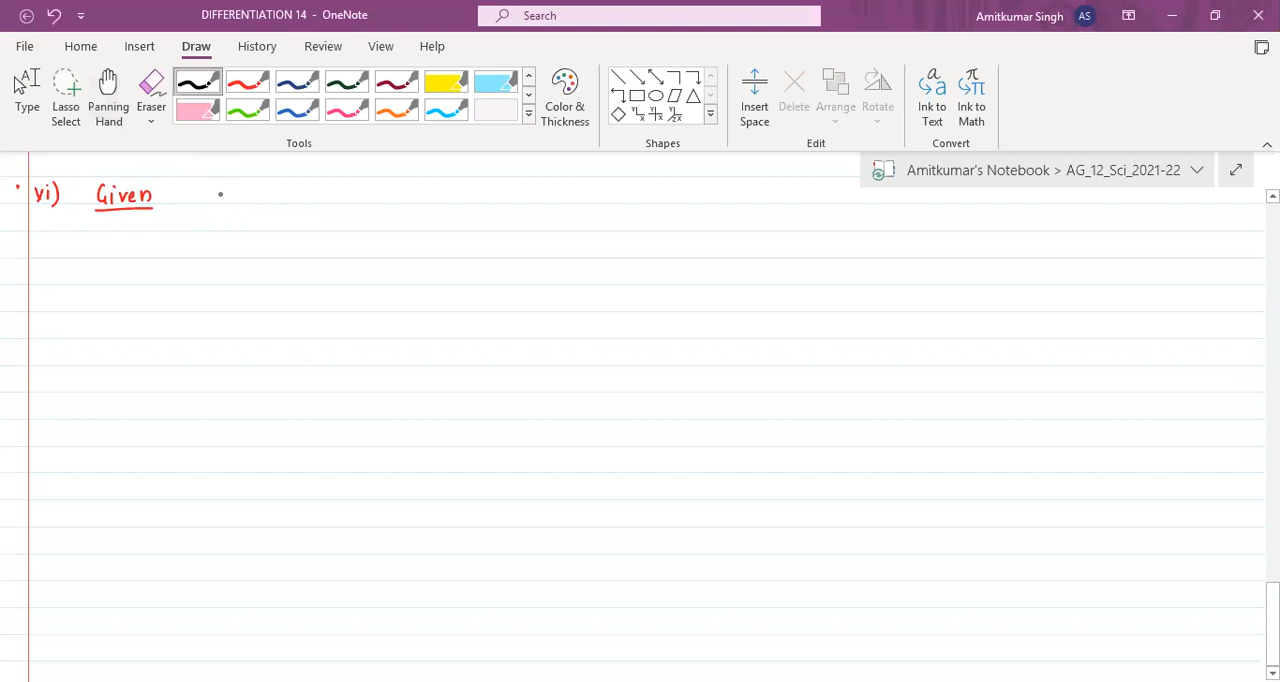 DIFFERENTIATION 14 - OneNote
Search
Amitkumar Singh AS
File Home Insert Draw History Review View Help
Type
Lasso Select
Panning Hand
Eraser
Color & Thickness
Insert Space
Delete
Arrange
Rotate
Ink to Text
Ink to Math
Tools Shapes Edit Convert
Amitkumar's Notebook > AG_12_Sci_2021-22
vi) Given